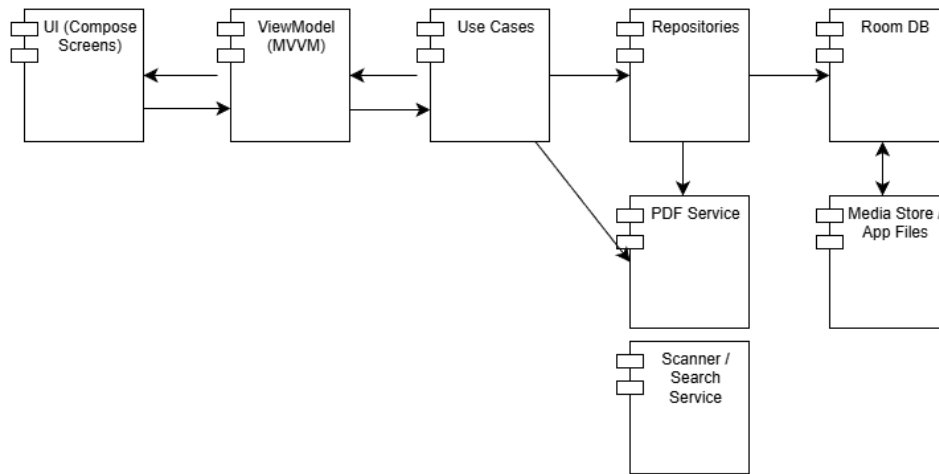 UI (Compose
Screens)
ViewModel
(MVVM)
Use Cases
Repositories
Room DB
PDF Service
Media Store /
App Files
Scanner /
Search
Service